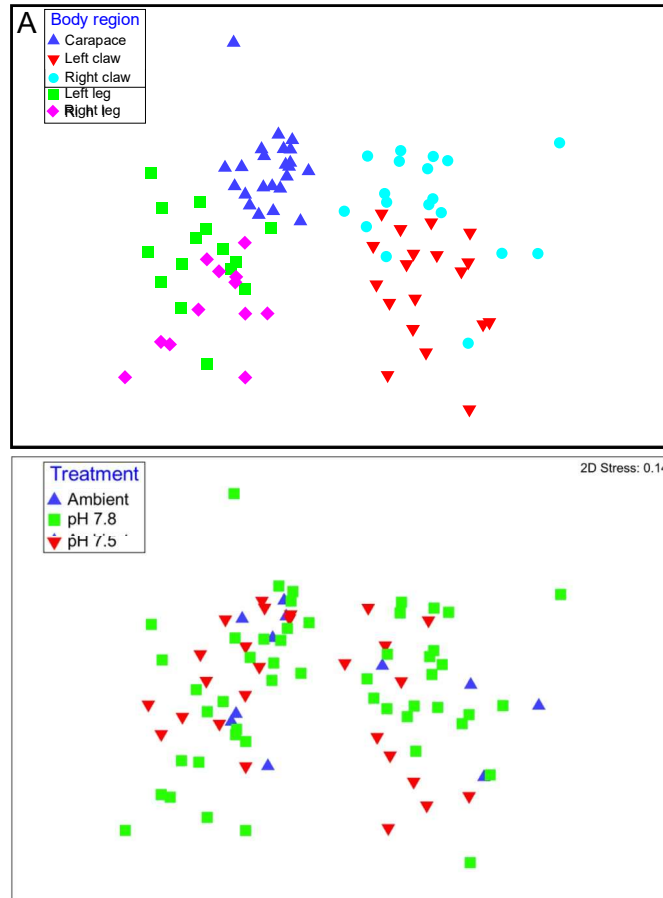 A
Body region
Carapace
Left claw
Right claw
Left leg
Right leg
Treatment
2D Stress: 0.14
Ambient
pH 7.8
pH 7.5